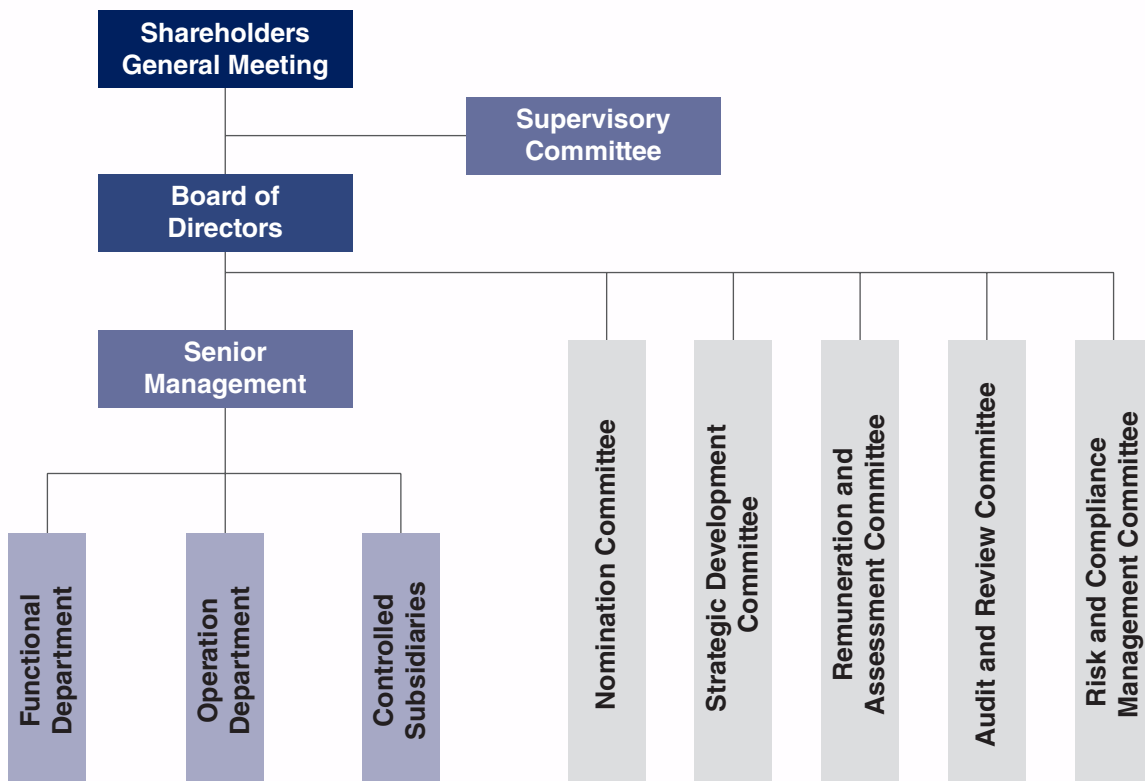 Shareholders
General Meeting
Supervisory
Committee
Board of
Directors
Senior
Management
Functional
Department
Operation
Department
Controlled
Subsidiaries
Nomination Committee
Strategic Development
Committee
Remuneration and
Assessment Committee
Audit and Review Committee
Risk and Compliance
Management Committee